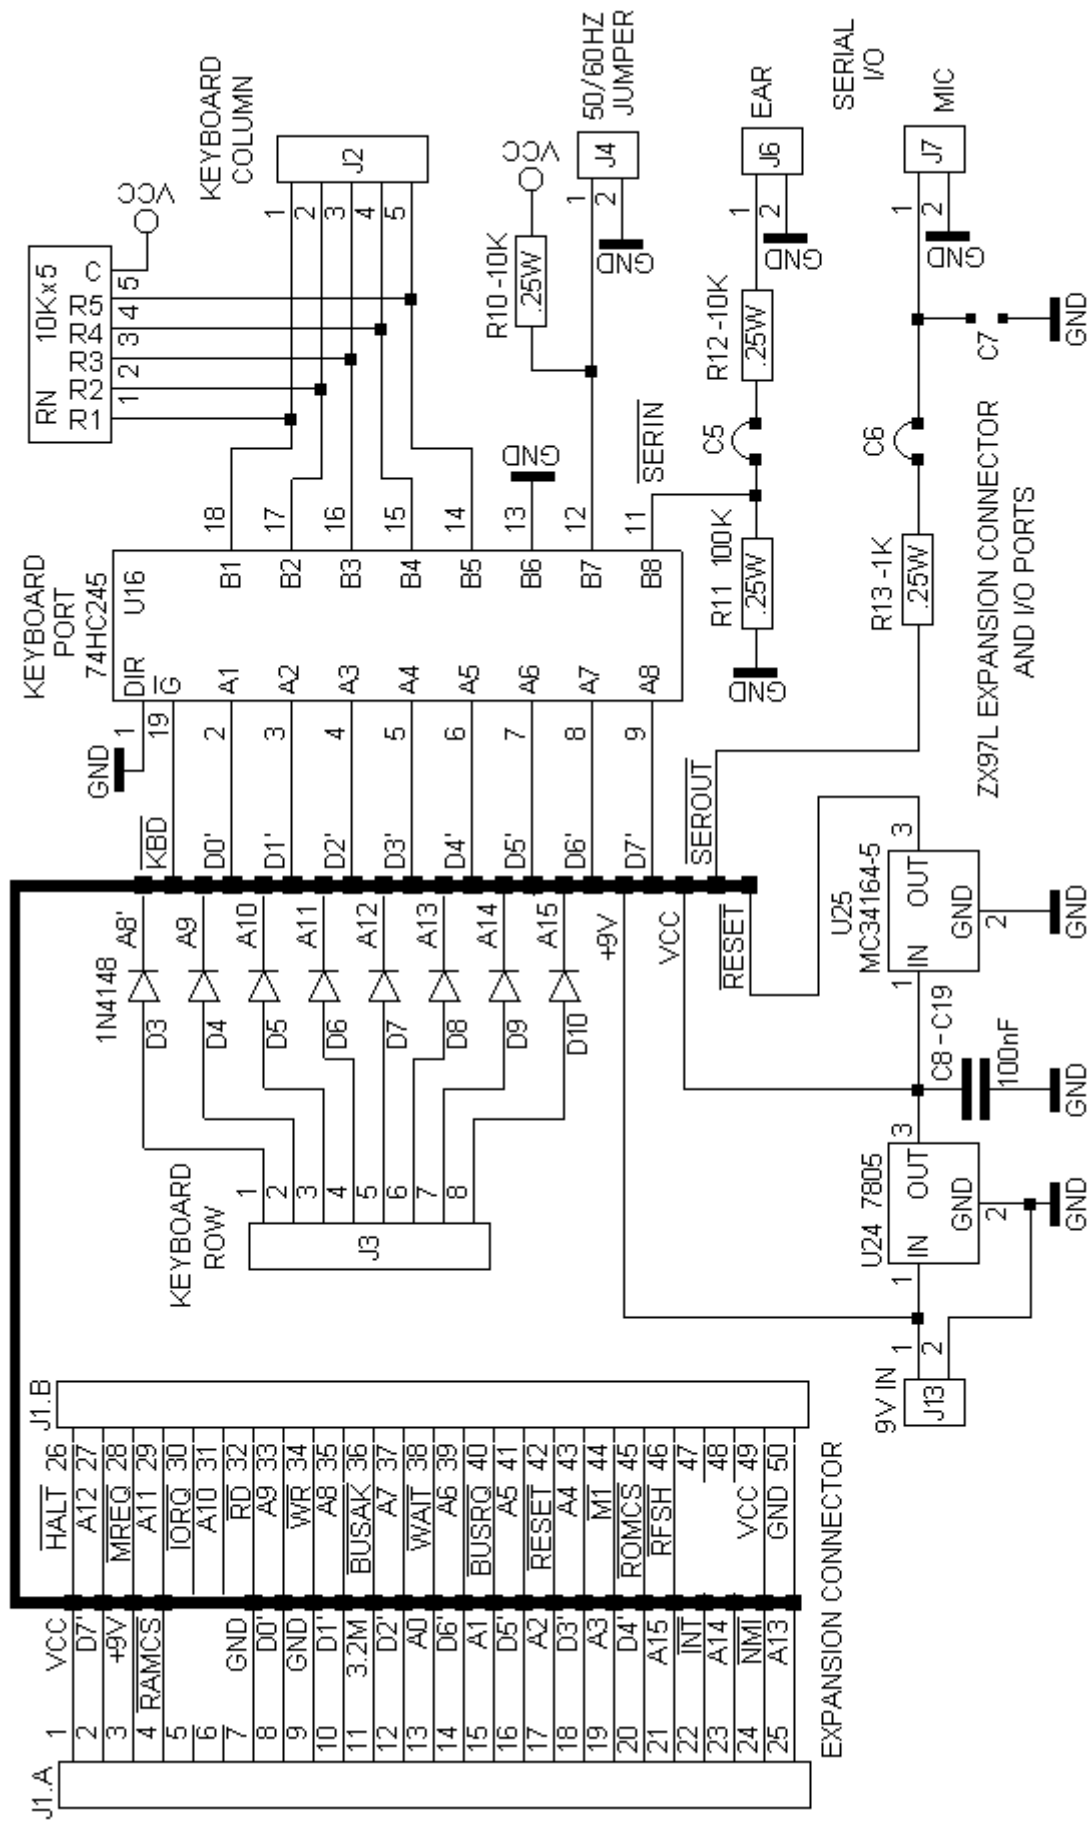 J1.A
1 VCC
2 D7'
3 +9V
4 RAMCS
5
6
7 GND
8 D0'
9 GND
10 D1'
11 3.2M
12 D2'
13 A0
14 D6'
15 A1
16 D5'
17 A2
18 D3'
19 A3
20 D4'
21 A15
22 INT
23 A14
24 NMI
25 A13
J1.B
HALT 26
A12 27
MREQ 28
A11 29
IORQ 30
A10 31
RD 32
A9 33
WR 34
A8 35
BUSAK 36
A7 37
WAIT 38
A6 39
BUSRQ 40
A5 41
RESET 42
A4 43
M1 44
ROMCS 45
RFSH 46
47
48
VCC 49
GND 50
EXPANSION CONNECTOR
KEYBOARD
ROW
J3
1
2
3
4
5
6
7
8
1N4148
D3 A8'
D4 A9
D5 A10
D6 A11
D7 A12
D8 A13
D9 A14
D10 A15
+9V
VCC
RESET
KBD
D0'
D1'
D2'
D3'
D4'
D5'
D6'
D7'
SEROUT
KEYBOARD
PORT
74HC245
GND
1 DIR
19 G
U16
2 A1 B1 18
3 A2 B2 17
4 A3 B3 16
5 A4 B4 15
6 A5 B5 14
7 A6 B6 13
8 A7 B7 12
9 A8 B8 11
GND
SERIN
RN 10Kx5
R1 R2 R3 R4 R5 C
1 2 3 4 5
VCC
KEYBOARD
COLUMN
J2
1
2
3
4
5
R10-10K
.25W
VCC
50/60HZ
JUMPER
J4
1
2
GND
R11 100K
.25W
GND
C5
R12-10K
.25W
EAR
J6
1
2
GND
SERIAL
I/O
R13-1K
.25W
C6
MIC
J7
1
2
GND
C7
GND
9V IN
J13
1
2
U24 7805
1 IN OUT 3
GND
2
GND
C8-C19
100nF
GND
U25
MC34164-5
1 IN OUT 3
GND
2
GND
ZX97L EXPANSION CONNECTOR
AND I/O PORTS